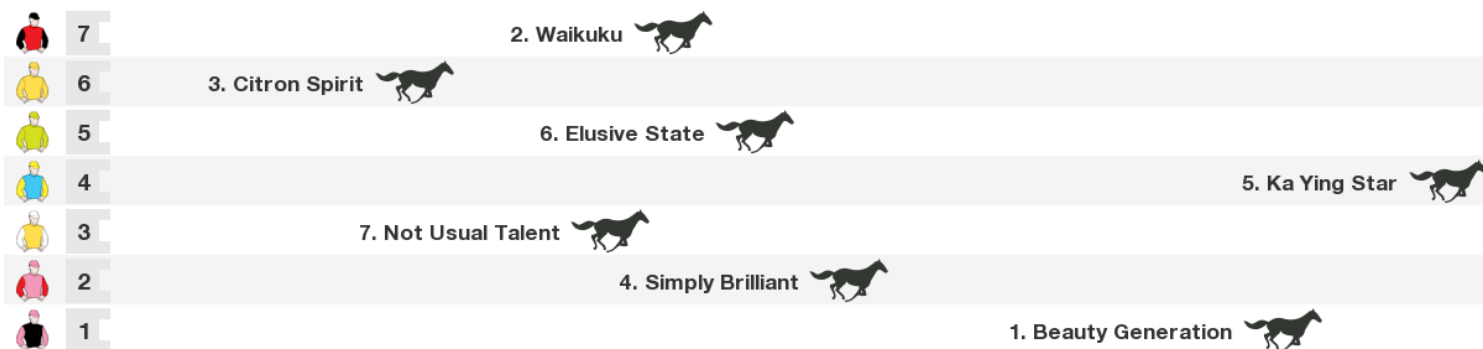 7 2. Waikuku
6 3. Citron Spirit
5 6. Elusive State
4 5. Ka Ying Star
3 7. Not Usual Talent
2 4. Simply Brilliant
1 1. Beauty Generation